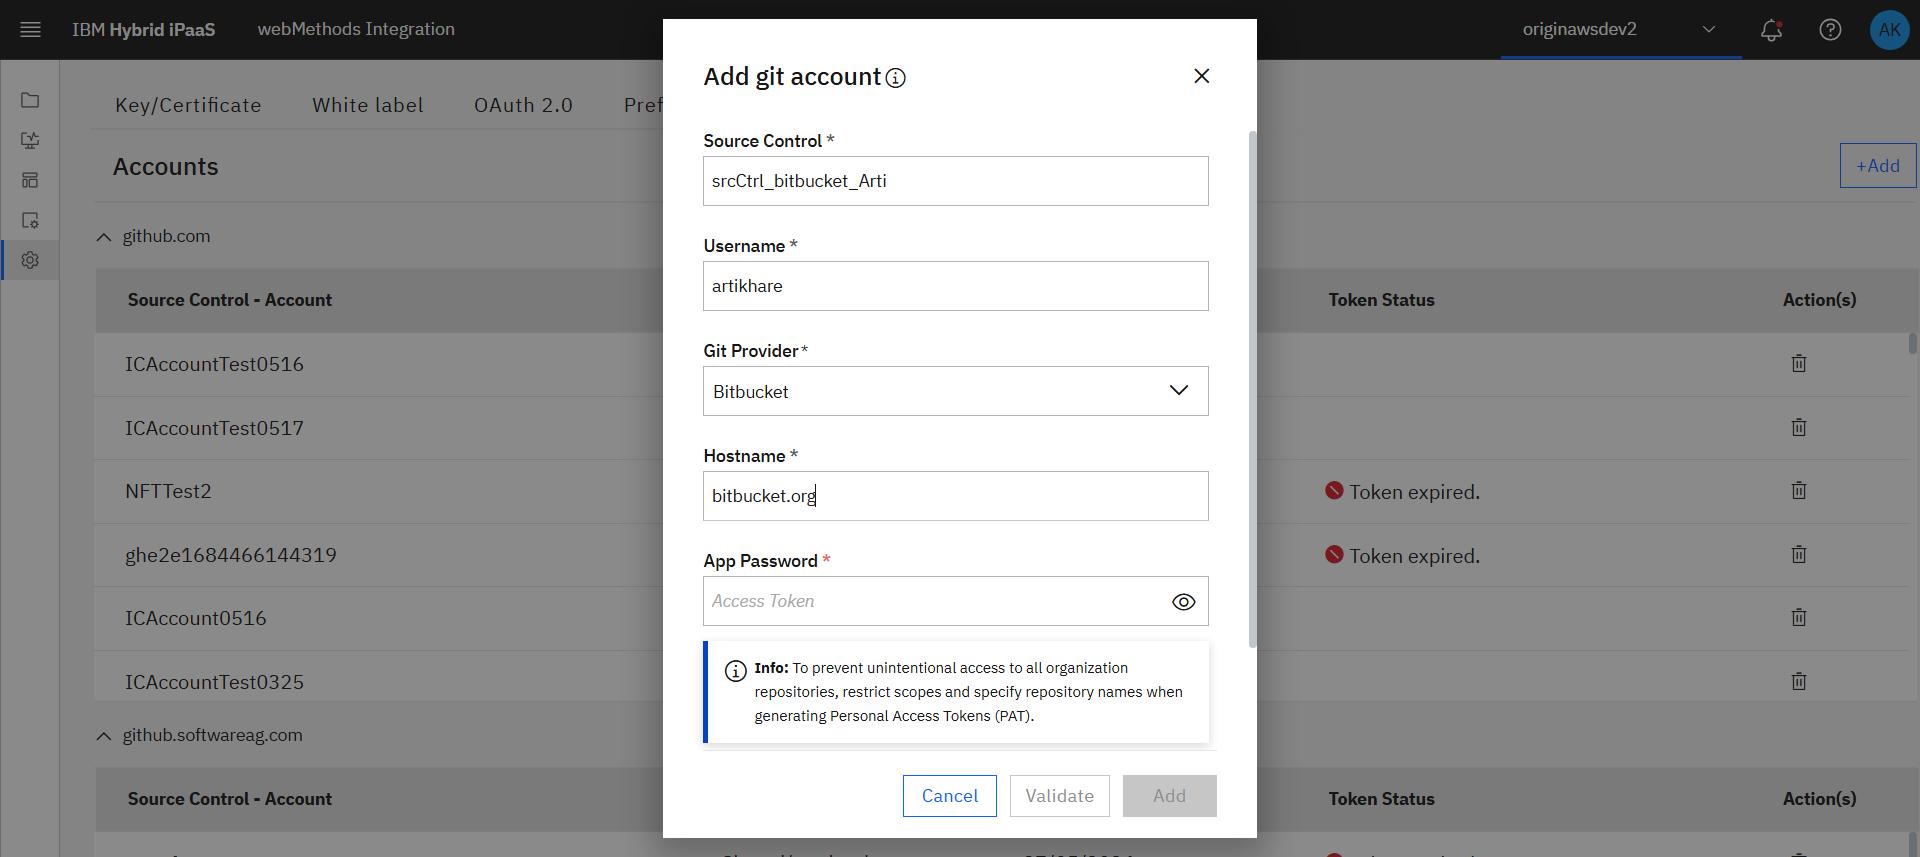 IBM Hybrid iPaaS
webMethods Integration
originawsdev2
AK
Key/Certificate
White label
OAuth 2.0
Pref
Accounts
+Add
github.com
Source Control - Account
Token Status
Action(s)
ICAccountTest0516
ICAccountTest0517
NFTTest2
Token expired.
ghe2e1684466144319
Token expired.
ICAccount0516
ICAccountTest0325
github.softwareag.com
Source Control - Account
Token Status
Action(s)
Add git account
Source Control *
srcCtrl_bitbucket_Arti
Username *
artikhare
Git Provider*
Bitbucket
Hostname *
bitbucket.org
App Password *
Access Token
Info: To prevent unintentional access to all organization
repositories, restrict scopes and specify repository names when
generating Personal Access Tokens (PAT).
Cancel
Validate
Add